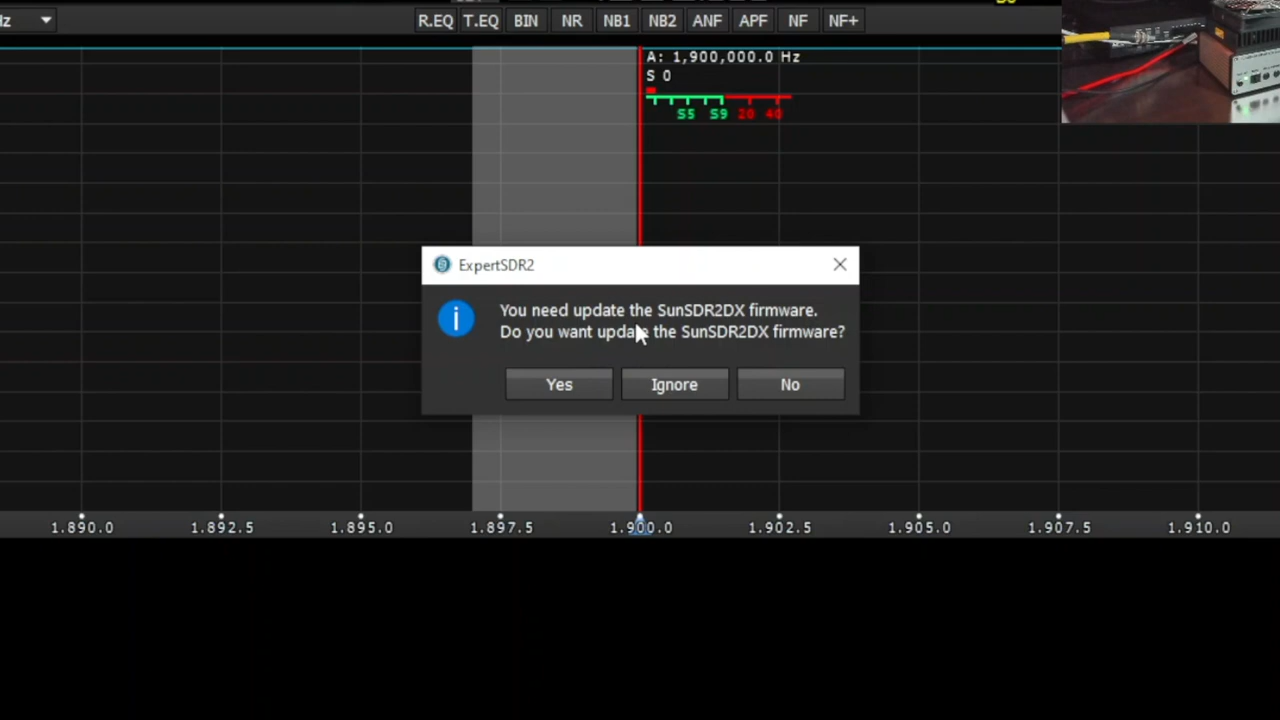 Hz
R.EQ T.EQ BIN NR NB1 NB2 ANF APF NF NF+
A: 1,900,000.0 Hz
S 0
S5 S9 20 40
ExpertSDR2
You need update the SunSDR2DX firmware.
Do you want update the SunSDR2DX firmware?
Yes Ignore No
1.890.0 1.892.5 1.895.0 1.897.5 1.900.0 1.902.5 1.905.0 1.907.5 1.910.0